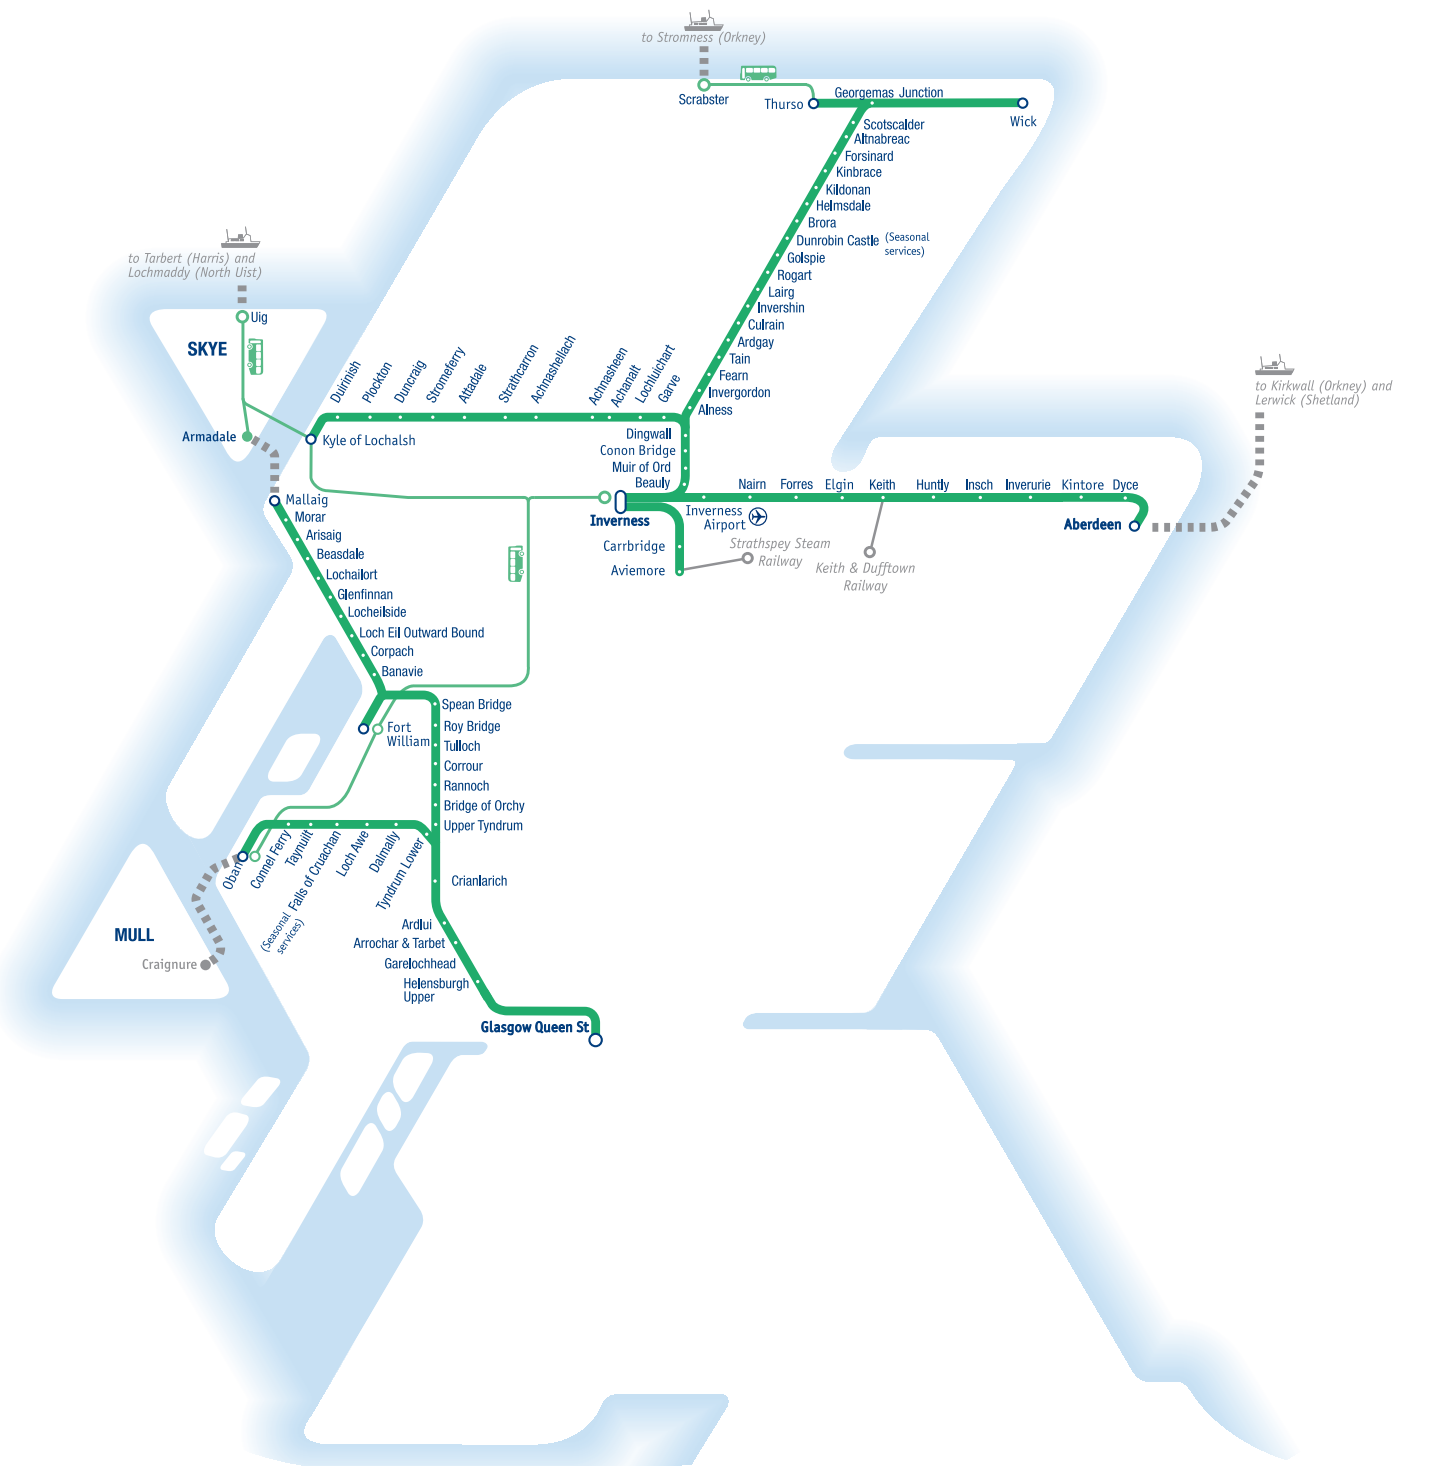 to Stromness (Orkney)
Scrabster
Thurso
Georgemas Junction
Wick
Scotscalder
Altnabreac
Forsinard
Kinbrace
Kildonan
Helmsdale
Brora
Dunrobin Castle (Seasonal
services)
Golspie
Rogart
Lairg
Invershin
Culrain
Ardgay
Tain
Fearn
Invergordon
Alness
to Tarbert (Harris) and
Lochmaddy (North Uist)
Uig
SKYE
Armadale
Durinish
Plockton
Duncraig
Stromeferry
Attadale
Strathcarron
Achnashellach
Achnasheen
Achanalt
Lochluichart
Garve
Kyle of Lochalsh
Dingwall
Conon Bridge
Muir of Ord
Beauly
to Kirkwall (Orkney) and
Lerwick (Shetland)
Inverness
Inverness
Airport
Nairn
Forres
Elgin
Keith
Huntly
Insch
Inverurie
Kintore
Dyce
Aberdeen
Carrbridge
Aviemore
Strathspey Steam
Railway
Keith & Dufftown
Railway
Mallaig
Morar
Arisaig
Beasdale
Lochailort
Glenfinnan
Locheilside
Loch Eil Outward Bound
Corpach
Banavie
Fort
William
Spean Bridge
Roy Bridge
Tulloch
Corrour
Rannoch
Bridge of Orchy
Upper Tyndrum
Oban
Connel Ferry
Taynuilt
Falls of Cruachan
(Seasonal
services)
Loch Awe
Dalmally
Tyndrum Lower
Crianlarich
Ardlui
Arrochar & Tarbet
Garelochhead
Helensburgh
Upper
Glasgow Queen St
MULL
Craignure